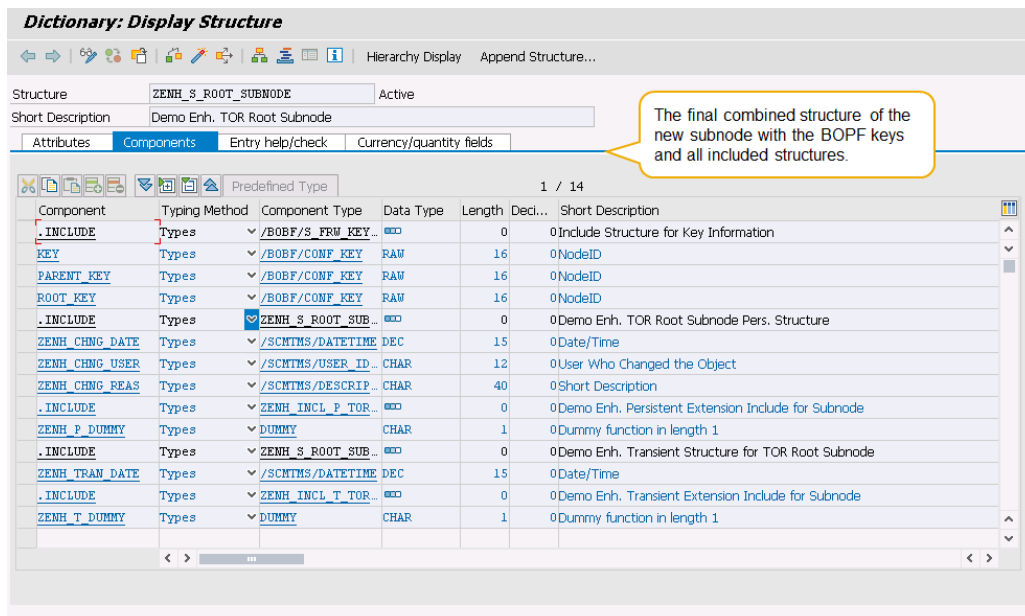 Dictionary: Display Structure
Hierarchy Display Append Structure...
Structure ZENH_S_ROOT_SUBNODE Active
Short Description Demo Enh. TOR Root Subnode
The final combined structure of the
new subnode with the BOPF keys
and all included structures.
Attributes Components Entry help/check Currency/quantity fields
Predefined Type 1 / 14
Component Typing Method Component Type Data Type Length Deci... Short Description
.INCLUDE Types /BOBF/S_FRW_KEY… 0 0 Include Structure for Key Information
KEY Types /BOBF/CONF_KEY RAW 16 0 NodeID
PARENT_KEY Types /BOBF/CONF_KEY RAW 16 0 NodeID
ROOT_KEY Types /BOBF/CONF_KEY RAW 16 0 NodeID
.INCLUDE Types ZENH_S_ROOT_SUB… 0 0 Demo Enh. TOR Root Subnode Pers. Structure
ZENH_CHNG_DATE Types /SCMTMS/DATETIME DEC 15 0 Date/Time
ZENH_CHNG_USER Types /SCMTMS/USER_ID… CHAR 12 0 User Who Changed the Object
ZENH_CHNG_REAS Types /SCMTMS/DESCRIP… CHAR 40 0 Short Description
.INCLUDE Types ZENH_INCL_P_TOR… 0 0 Demo Enh. Persistent Extension Include for Subnode
ZENH_P_DUMMY Types DUMMY CHAR 1 0 Dummy function in length 1
.INCLUDE Types ZENH_S_ROOT_SUB… 0 0 Demo Enh. Transient Structure for TOR Root Subnode
ZENH_TRAN_DATE Types /SCMTMS/DATETIME DEC 15 0 Date/Time
.INCLUDE Types ZENH_INCL_T_TOR… 0 0 Demo Enh. Transient Extension Include for Subnode
ZENH_T_DUMMY Types DUMMY CHAR 1 0 Dummy function in length 1